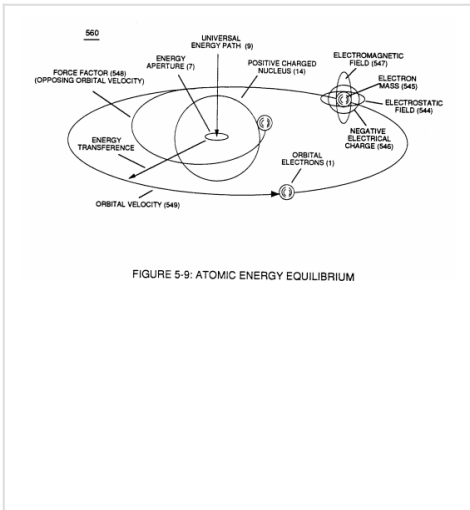 560
UNIVERSAL
ENERGY PATH (9)
ENERGY
APERTURE (7)
POSITIVE CHARGED
NUCLEUS (14)
ELECTROMAGNETIC
FIELD (547)
FORCE FACTOR (548)
(OPPOSING ORBITAL VELOCITY)
ELECTRON
MASS (545)
ELECTROSTATIC
FIELD (544)
NEGATIVE
ELECTRICAL
CHARGE (546)
ENERGY
TRANSFERENCE
ORBITAL
ELECTRONS (1)
ORBITAL VELOCITY (549)
FIGURE 5-9: ATOMIC ENERGY EQUILIBRIUM